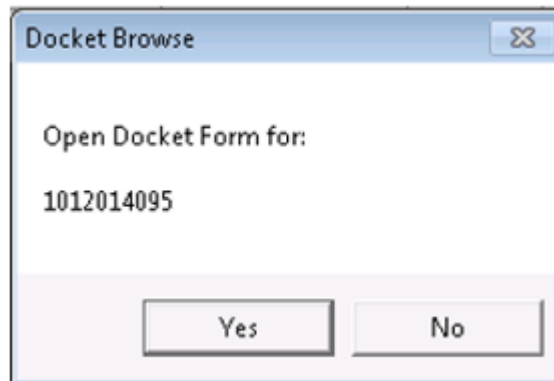 Docket Browse
Open Docket Form for:
1012014095
Yes No